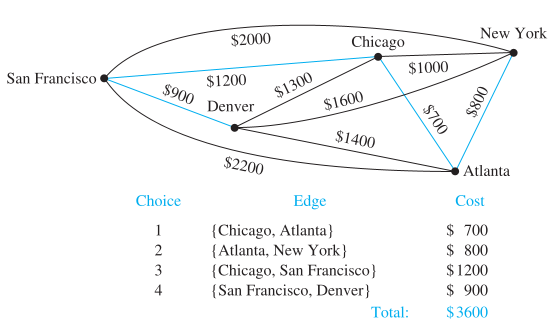 New York
$2000
Chicago
San Francisco
$1200
$1300
$1000
$900
Denver
$1600
$700
$800
$1400
$2200
Atlanta
Choice Edge Cost
1 {Chicago, Atlanta} $ 700
2 {Atlanta, New York} $ 800
3 {Chicago, San Francisco} $1200
4 {San Francisco, Denver} $ 900
Total: $3600